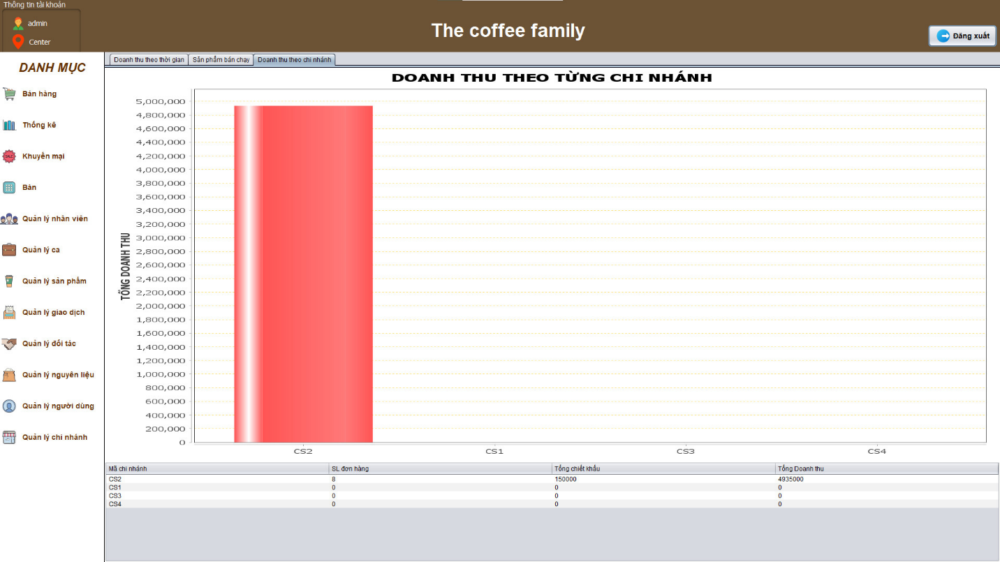 Thông tin tài khoản
admin
Center
The coffee family
Đăng xuất
DANH MỤC
Bán hàng
Thống kê
SALE
Khuyến mại
Bàn
Quản lý nhân viên
Quản lý ca
Quản lý sản phẩm
Quản lý giao dịch
Quản lý đối tác
Quản lý nguyên liệu
Quản lý người dùng
Quản lý chi nhánh
Doanh thu theo thời gian Sản phẩm bán chạy Doanh thu theo chi nhánh
DOANH THU THEO TỪNG CHI NHÁNH
TỔNG DOANH THU
5,000,000
4,800,000
4,600,000
4,400,000
4,200,000
4,000,000
3,800,000
3,600,000
3,400,000
3,200,000
3,000,000
2,800,000
2,600,000
2,400,000
2,200,000
2,000,000
1,800,000
1,600,000
1,400,000
1,200,000
1,000,000
800,000
600,000
400,000
200,000
0
CS2 CS1 CS3 CS4
Mã chi nhánh SL đơn hàng Tổng chiết khấu Tổng Doanh thu
CS2 8 150000 4935000
CS1 0 0 0
CS3 0 0 0
CS4 0 0 0